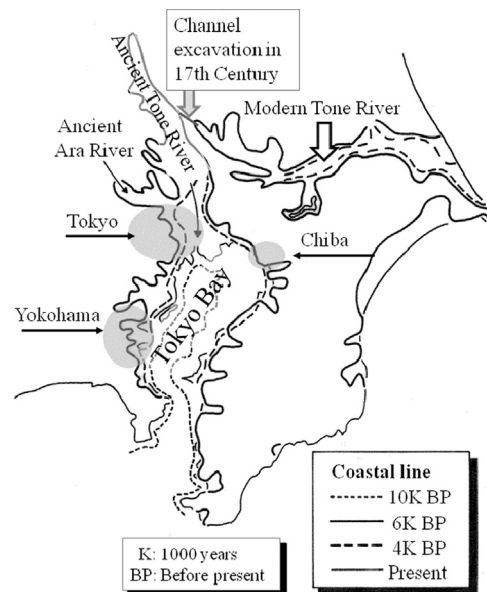 Channel
excavation in
17th Century
Ancient Tone River
Modern Tone River
Ancient
Ara River
Tokyo
Chiba
Yokohama
Tokyo Bay
Coastal line
10K BP
6K BP
4K BP
Present
K: 1000 years
BP: Before present